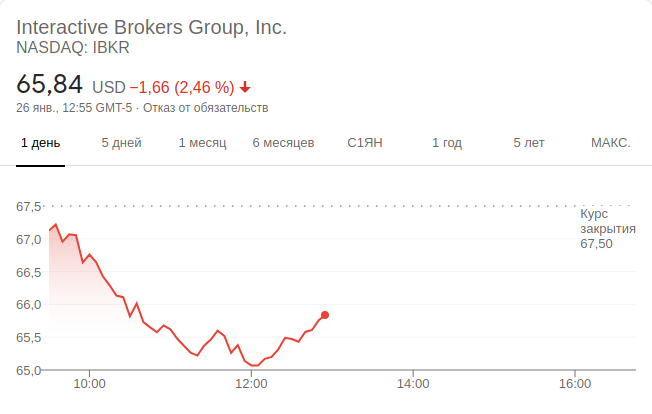 Interactive Brokers Group, Inc.
NASDAQ: IBKR
65,84 USD −1,66 (2,46 %)
26 янв., 12:55 GMT-5 · Отказ от обязательств
1 день 5 дней 1 месяц 6 месяцев С1ЯН 1 год 5 лет МАКС.
67,5
Курс
закрытия
67,50
67,0
66,5
66,0
65,5
65,0
10:00 12:00 14:00 16:00